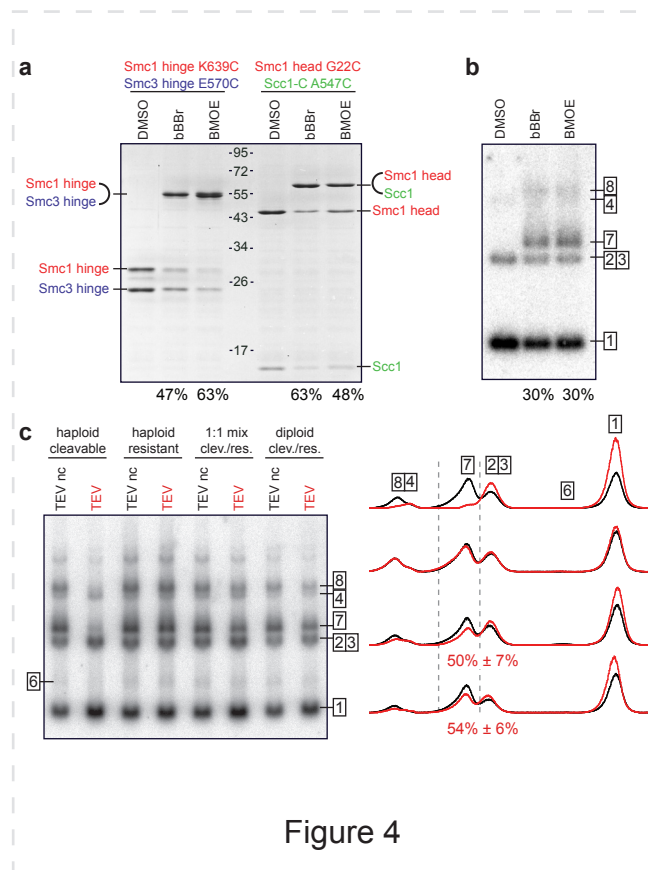 a
Smc1 hinge K639C Smc1 head G22C
Smc3 hinge E570C Scc1-C A547C
DMSO bBBr BMOE DMSO bBBr BMOE
-95-
-72-
Smc1 hinge
Smc3 hinge
-55-
Smc1 head
Scc1
-43-
Smc1 head
-34-
Smc1 hinge
-26-
Smc3 hinge
-17-
Scc1
47% 63% 63% 48%
b
DMSO bBBr BMOE
8
4
7
2 3
1
30% 30%
c
haploid haploid 1:1 mix diploid
cleavable resistant clev./res. clev./res.
TEV nc TEV TEV nc TEV TEV nc TEV TEV nc TEV
8
4
7
2 3
6
1
8 4 7 2 3 6 1
50% ± 7%
54% ± 6%
Figure 4